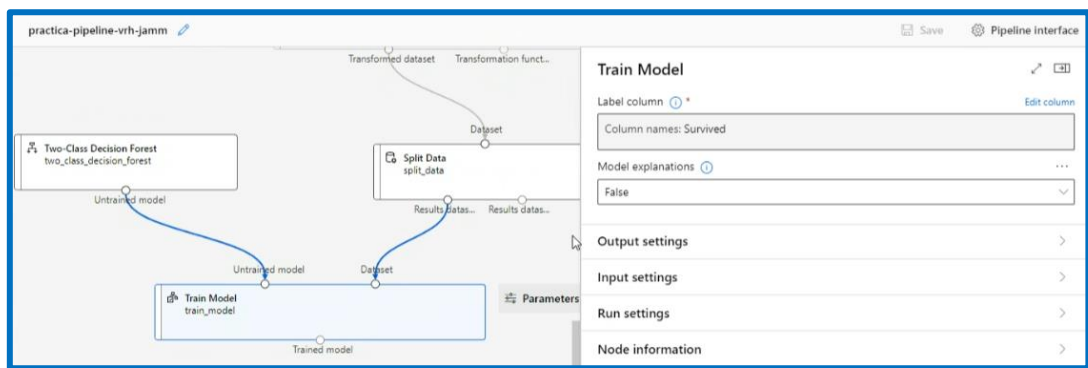 practica-pipeline-vrh-jamm
Save
Pipeline interface
Transformed dataset
Transformation funct...
Dataset
Two-Class Decision Forest
two_class_decision_forest
Untrained model
Split Data
split_data
Results datas...
Results datas...
Untrained model
Dataset
Train Model
train_model
Trained model
Parameters
Train Model
Label column *
Edit column
Column names: Survived
Model explanations
...
False
Output settings
Input settings
Run settings
Node information